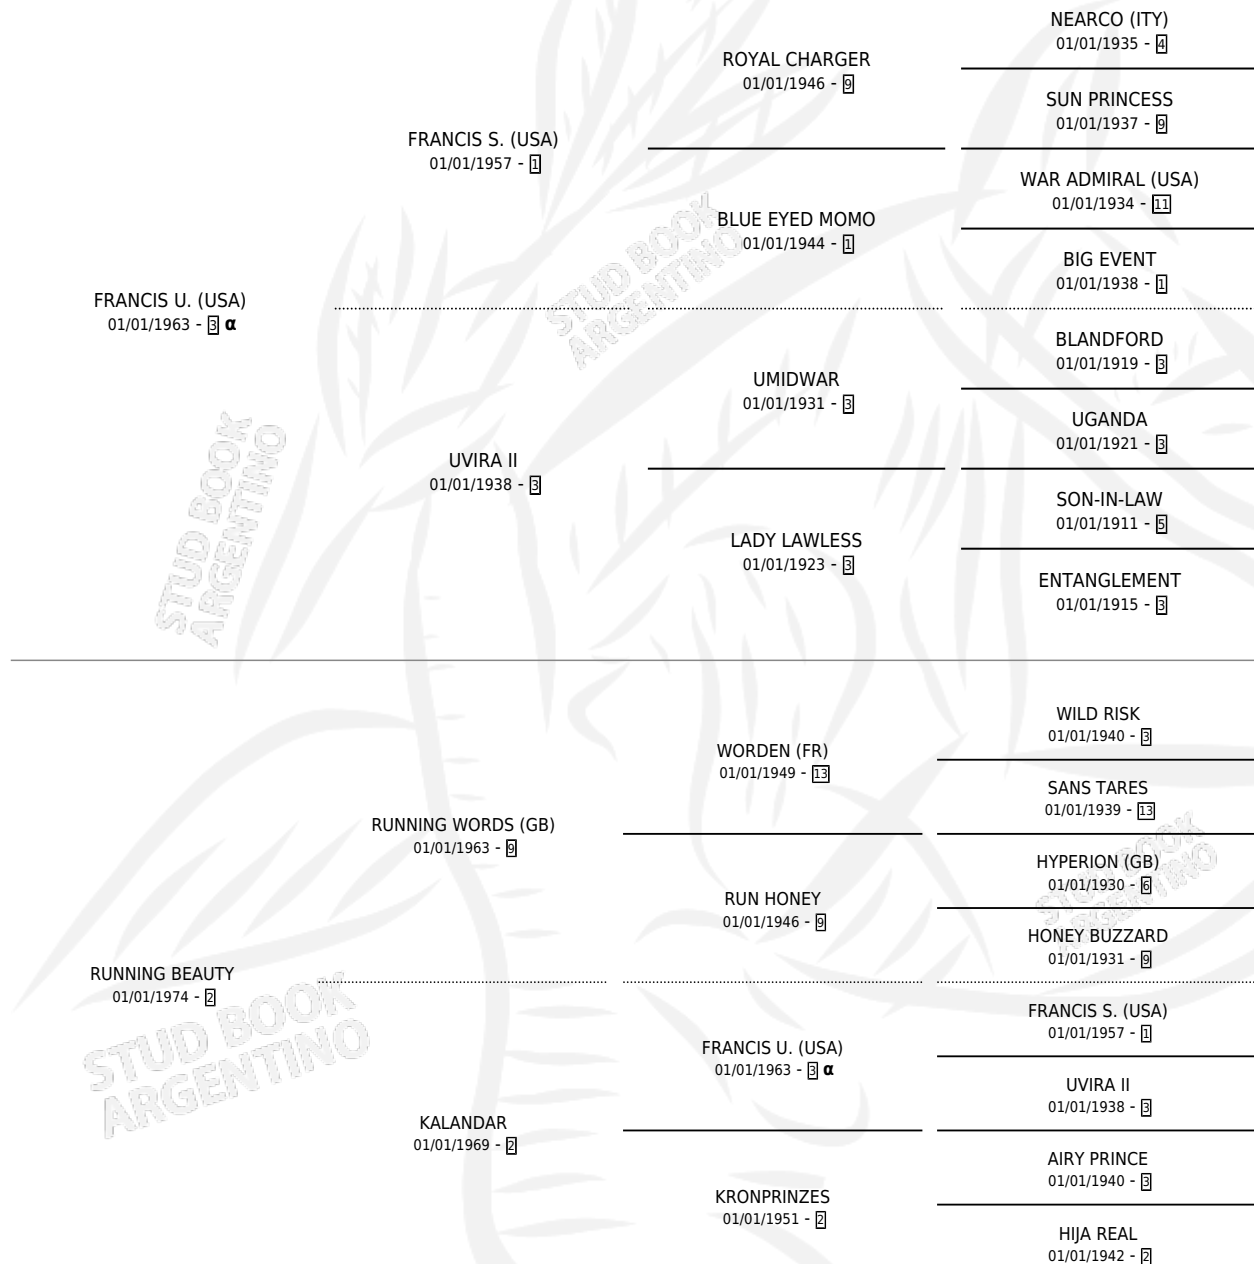 FRANCIS U. (USA)
01/01/1963 - 3 α
FRANCIS S. (USA)
01/01/1957 - 1
ROYAL CHARGER
01/01/1946 - 9
NEARCO (ITY)
01/01/1935 - 4
SUN PRINCESS
01/01/1937 - 9
BLUE EYED MOMO
01/01/1944 - 1
WAR ADMIRAL (USA)
01/01/1934 - 11
BIG EVENT
01/01/1938 - 1
UVIRA II
01/01/1938 - 3
UMIDWAR
01/01/1931 - 3
BLANDFORD
01/01/1919 - 3
UGANDA
01/01/1921 - 3
LADY LAWLESS
01/01/1923 - 3
SON-IN-LAW
01/01/1911 - 5
ENTANGLEMENT
01/01/1915 - 3
RUNNING BEAUTY
01/01/1974 - 2
RUNNING WORDS (GB)
01/01/1963 - 9
WORDEN (FR)
01/01/1949 - 13
WILD RISK
01/01/1940 - 3
SANS TARES
01/01/1939 - 13
RUN HONEY
01/01/1946 - 9
HYPERION (GB)
01/01/1930 - 6
HONEY BUZZARD
01/01/1931 - 9
KALANDAR
01/01/1969 - 2
FRANCIS U. (USA)
01/01/1963 - 3 α
FRANCIS S. (USA)
01/01/1957 - 1
UVIRA II
01/01/1938 - 3
KRONPRINZES
01/01/1951 - 2
AIRY PRINCE
01/01/1940 - 3
HIJA REAL
01/01/1942 - 2
STUD BOOK
ARGENTINO
STUD BOOK
ARGENTINO
STUD BOOK
ARGENTINO
STUD BOOK
ARGENTINO